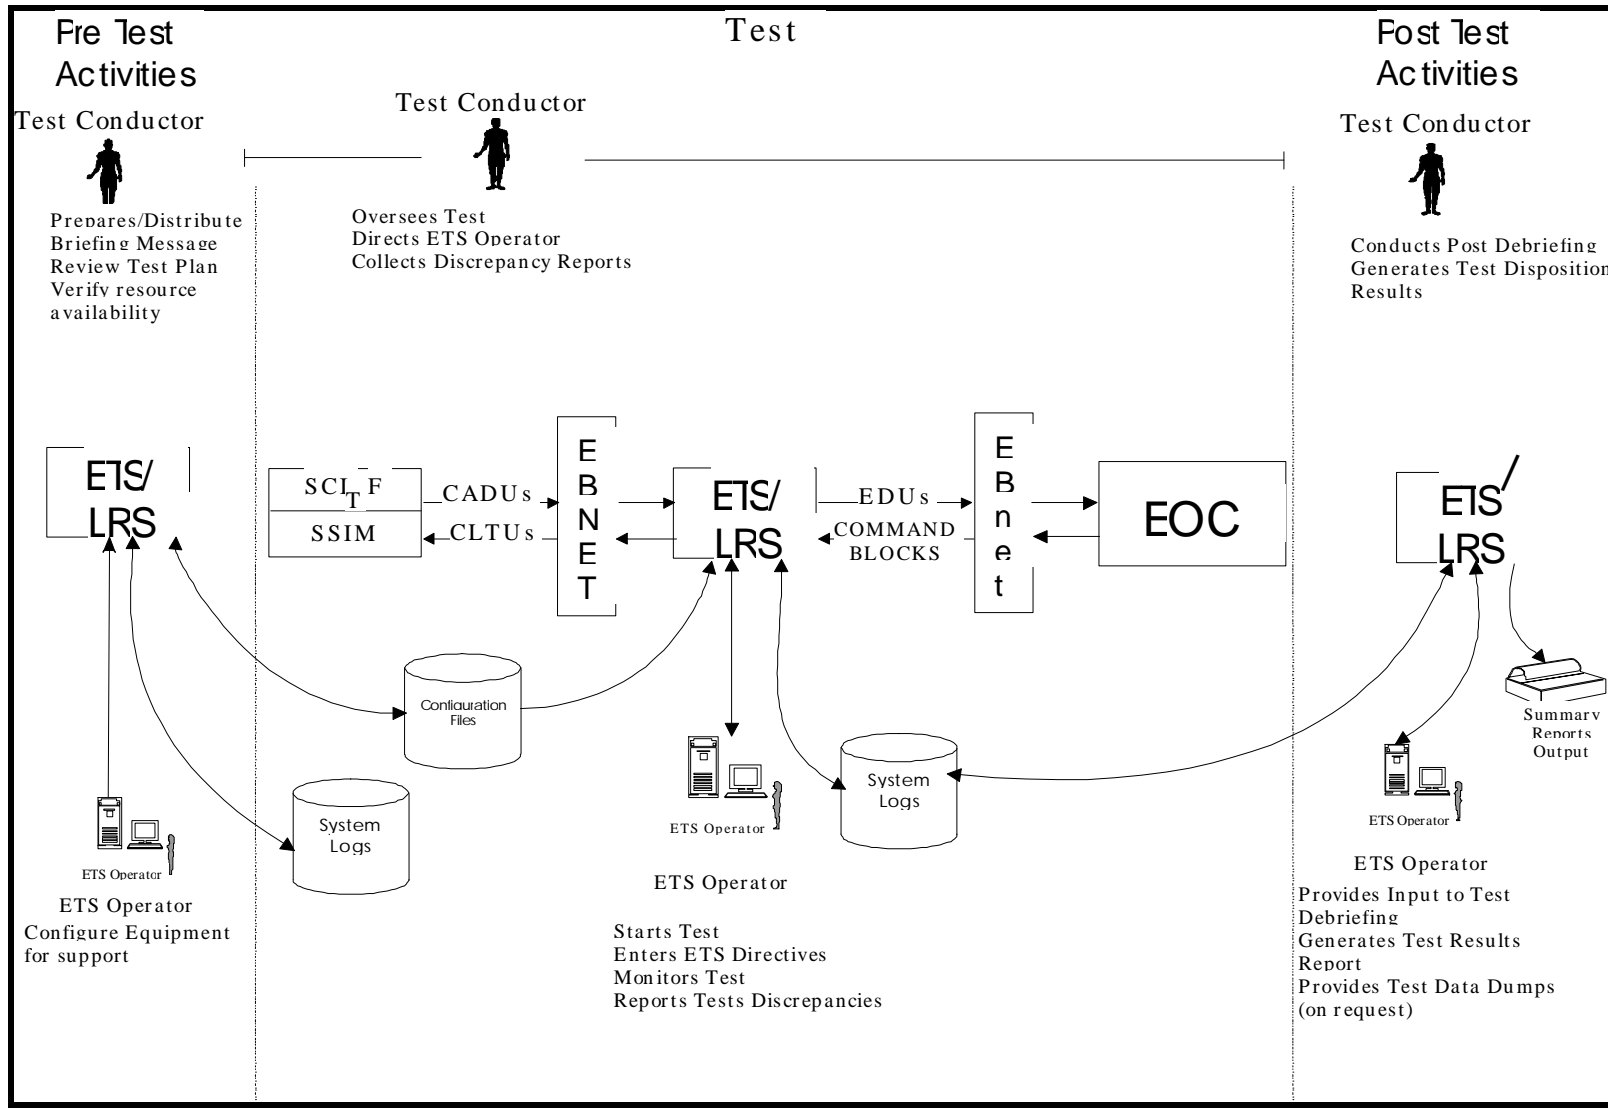 Pre Test
Activities
Test Conductor
Prepares/Distribute
Briefing Message
Review Test Plan
Verify resource
availability
Test
Test Conductor
Oversees Test
Directs ETS Operator
Collects Discrepancy Reports
Post Test
Activities
Test Conductor
Conducts Post Debriefing
Generates Test Disposition
Results
ETS/
LRS
SCITF
SSIM
CADUs
CLTUs
EBNET
ETS/
LRS
EDUs
COMMAND
BLOCKS
EBnet
EOC
ETS/
LRS
Configuration
Files
System
Logs
System
Logs
Summary
Reports
Output
ETS Operator
ETS Operator
Configure Equipment
for support
ETS Operator
ETS Operator
Starts Test
Enters ETS Directives
Monitors Test
Reports Tests Discrepancies
ETS Operator
ETS Operator
Provides Input to Test
Debriefing
Generates Test Results
Report
Provides Test Data Dumps
(on request)